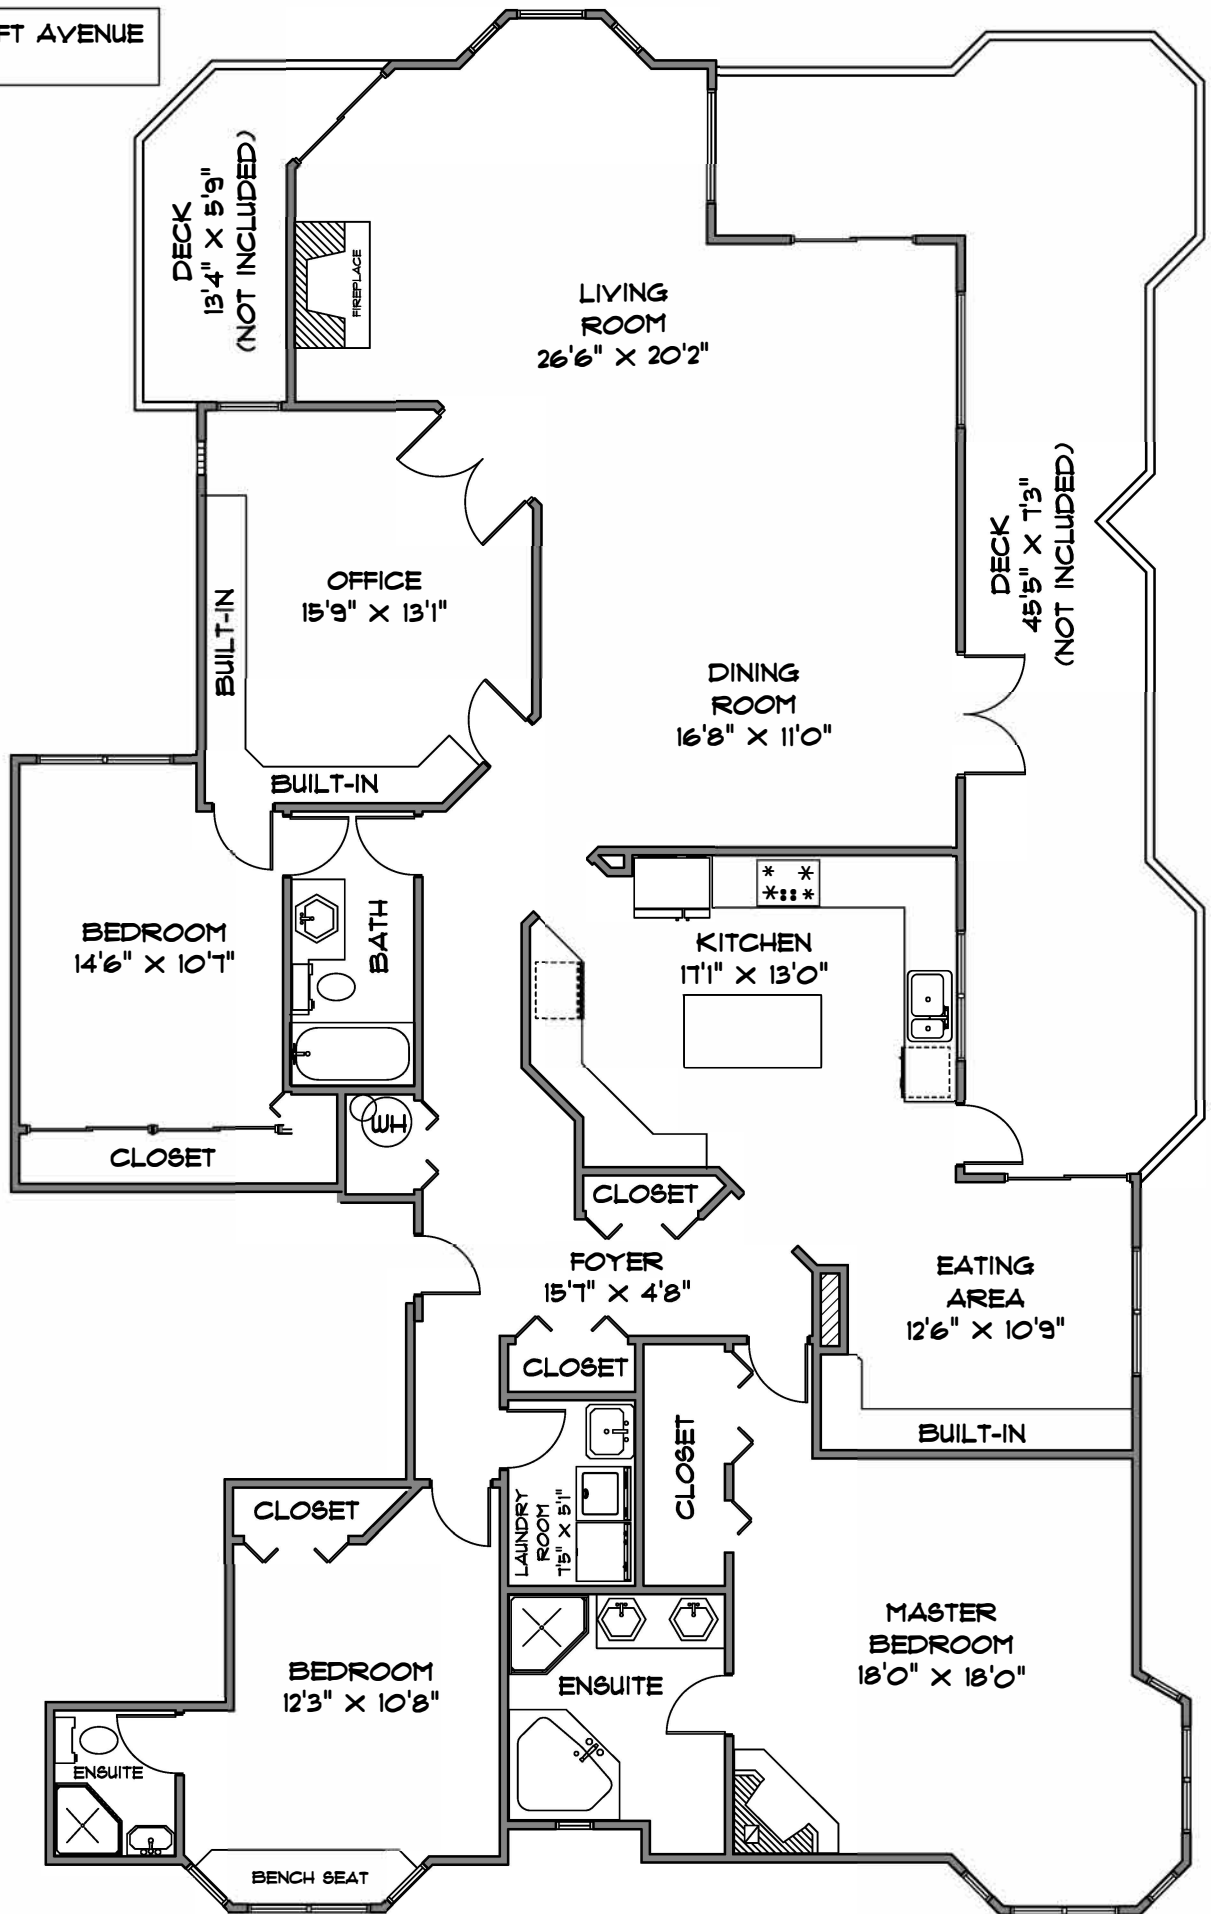 FT AVENUE
DECK
13'4" X 5'9"
(NOT INCLUDED)
FIREPLACE
LIVING
ROOM
26'6" X 20'2"
DECK
45'5" X 7'3"
(NOT INCLUDED)
OFFICE
15'9" X 13'1"
BUILT-IN
BUILT-IN
DINING
ROOM
16'8" X 11'0"
BEDROOM
14'6" X 10'7"
BATH
KITCHEN
17'1" X 13'0"
CLOSET
WH
CLOSET
FOYER
15'7" X 4'8"
EATING
AREA
12'6" X 10'9"
CLOSET
BUILT-IN
CLOSET
CLOSET
LAUNDRY
ROOM
7'5" X 5'1"
MASTER
BEDROOM
18'0" X 18'0"
BEDROOM
12'3" X 10'8"
ENSUITE
ENSUITE
BENCH SEAT